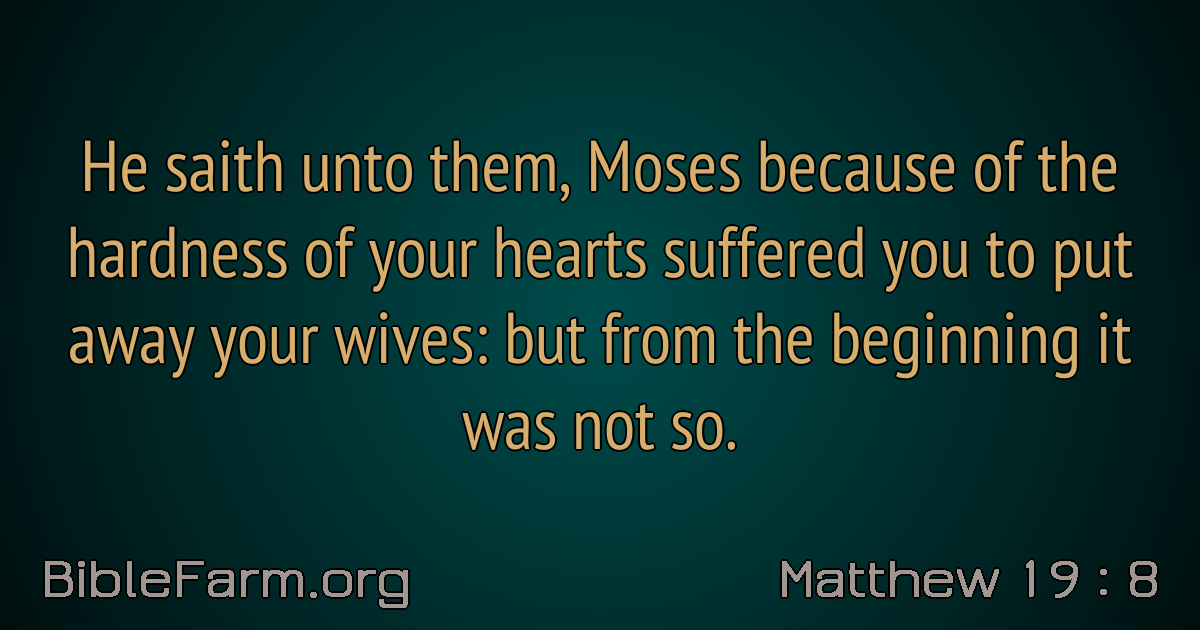 He saith unto them, Moses because of the
hardness of your hearts suffered you to put
away your wives: but from the beginning it
was not so.
BibleFarm.org
Matthew 19 : 8